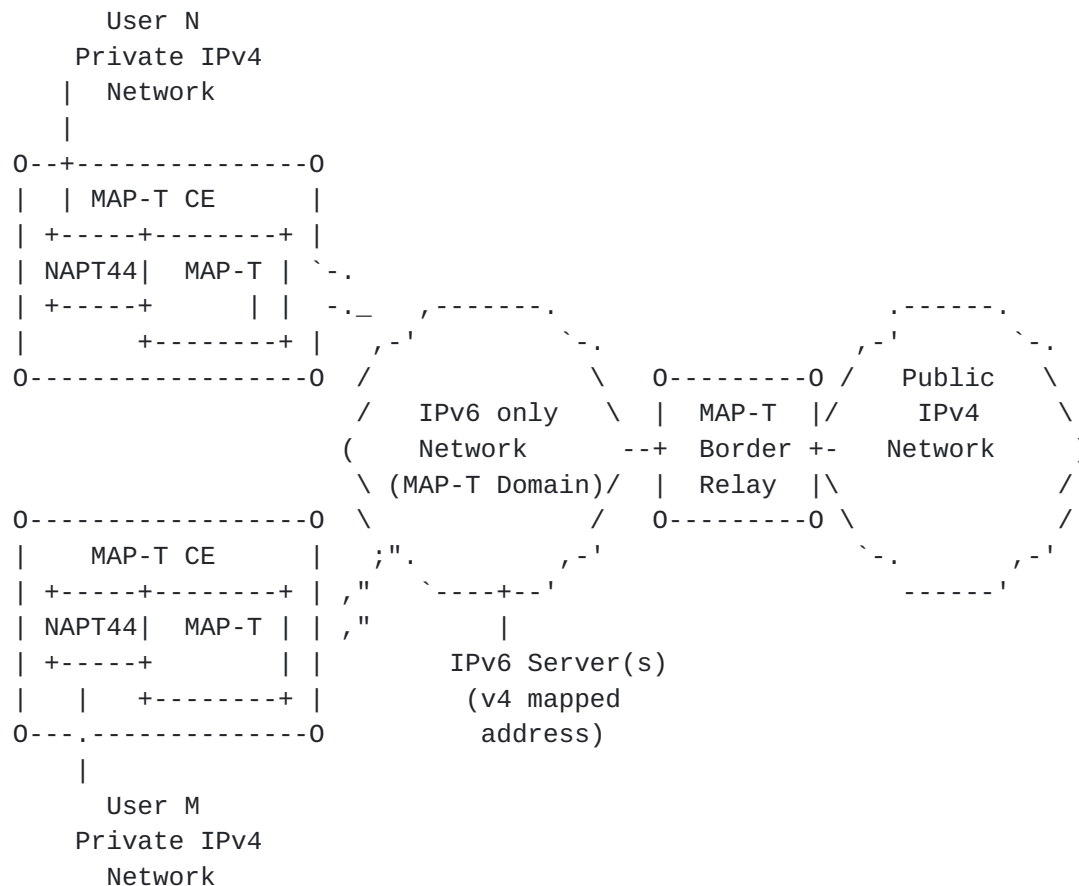 User N
Private IPv4
|  Network
|
O--+---------------O
|  | MAP-T CE      |
| +-----+--------+ |
| NAPT44|  MAP-T | `-.
| +-----+      | |  -._   ,-------.                      .------.
|       +--------+ |   ,-'         `-.                 ,-'       `-.
O------------------O  /              \   O---------O /   Public   \
/   IPv6 only   \  |  MAP-T  |/     IPv4      \
(    Network      --+  Border +-   Network      )
\ (MAP-T Domain)/  |  Relay  |\               /
O------------------O  \              /   O---------O \              /
|    MAP-T CE      |   ;".         ,-'                 `-.       ,-'
| +-----+--------+ | ,"    `----+--'                      ------'
| NAPT44|  MAP-T | | ,"        |
| +-----+        | |       IPv6 Server(s)
|   |   +--------+ |        (v4 mapped
O---.--------------O         address)
|
User M
Private IPv4
Network